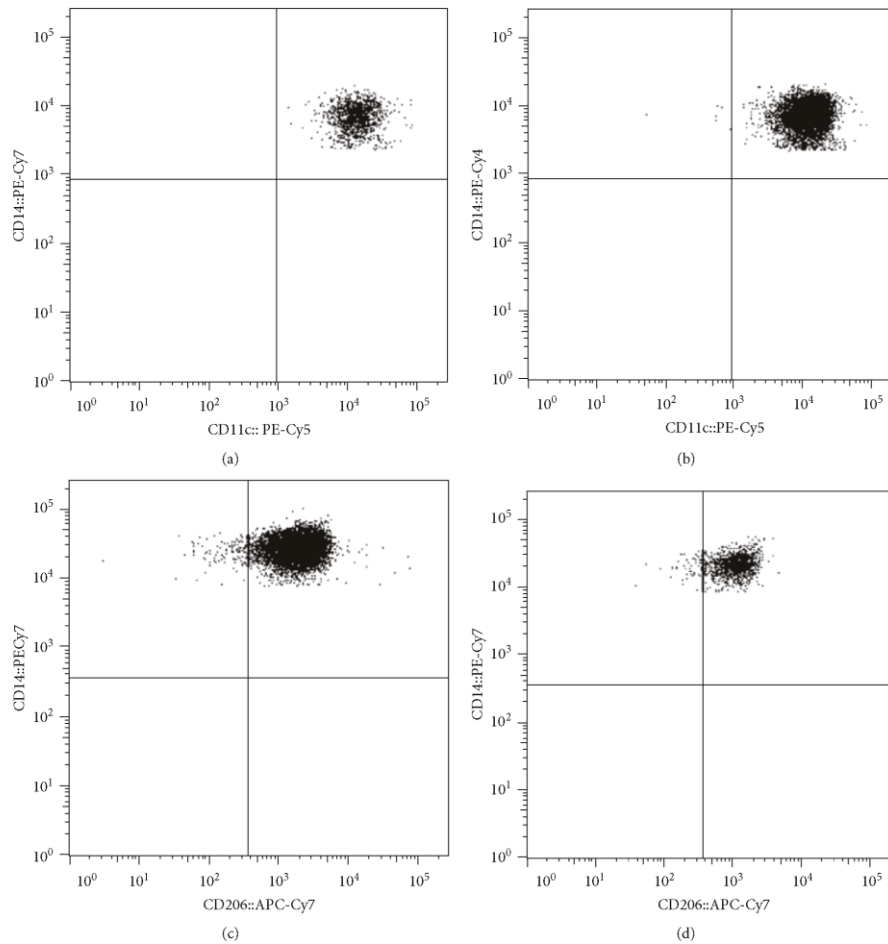 10⁵
10⁴
10³
10²
10¹
10⁰
CD14::PE-Cy7
10⁰ 10¹ 10² 10³ 10⁴ 10⁵
CD11c:: PE-Cy5
(a)
10⁵
10⁴
10³
10²
10¹
10⁰
CD14::PE-Cy4
10⁰ 10¹ 10² 10³ 10⁴ 10⁵
CD11c::PE-Cy5
(b)
10⁵
10⁴
10³
10²
10¹
10⁰
CD14::PECy7
10⁰ 10¹ 10² 10³ 10⁴ 10⁵
CD206::APC-Cy7
(c)
10⁵
10⁴
10³
10²
10¹
10⁰
CD14::PE-Cy7
10⁰ 10¹ 10² 10³ 10⁴ 10⁵
CD206::APC-Cy7
(d)